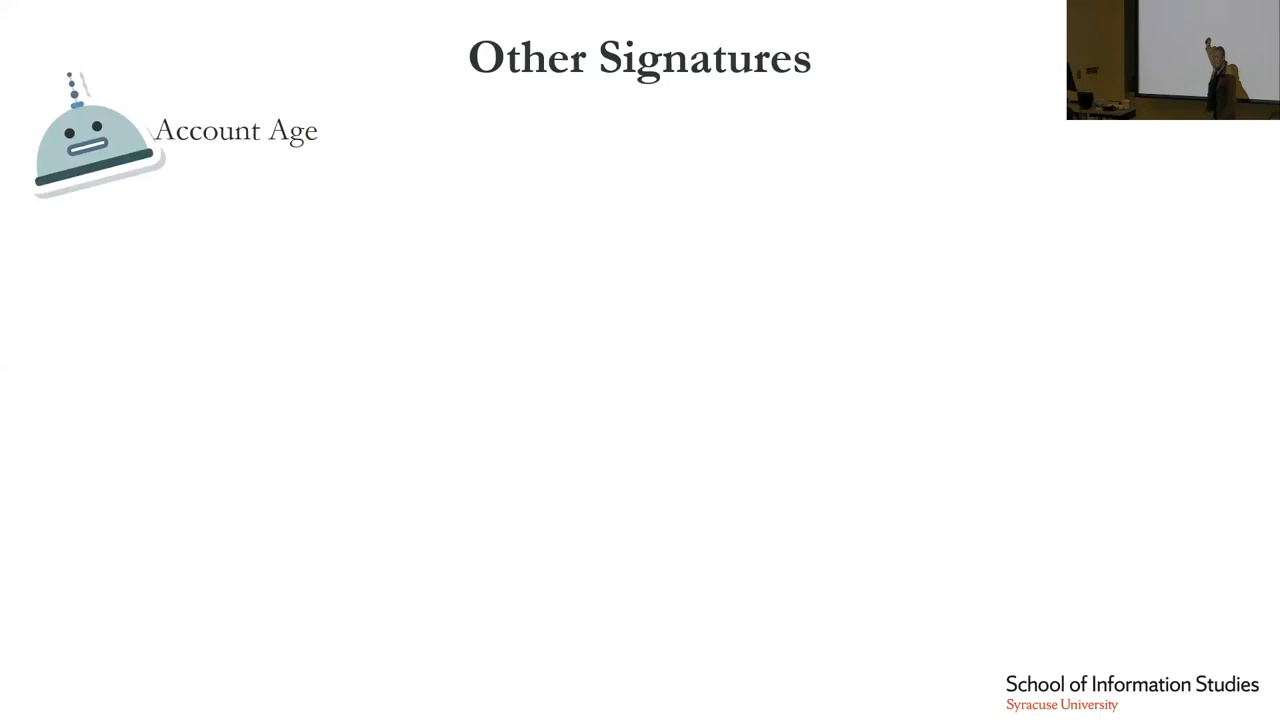 Other Signatures
Account Age
School of Information Studies
Syracuse University